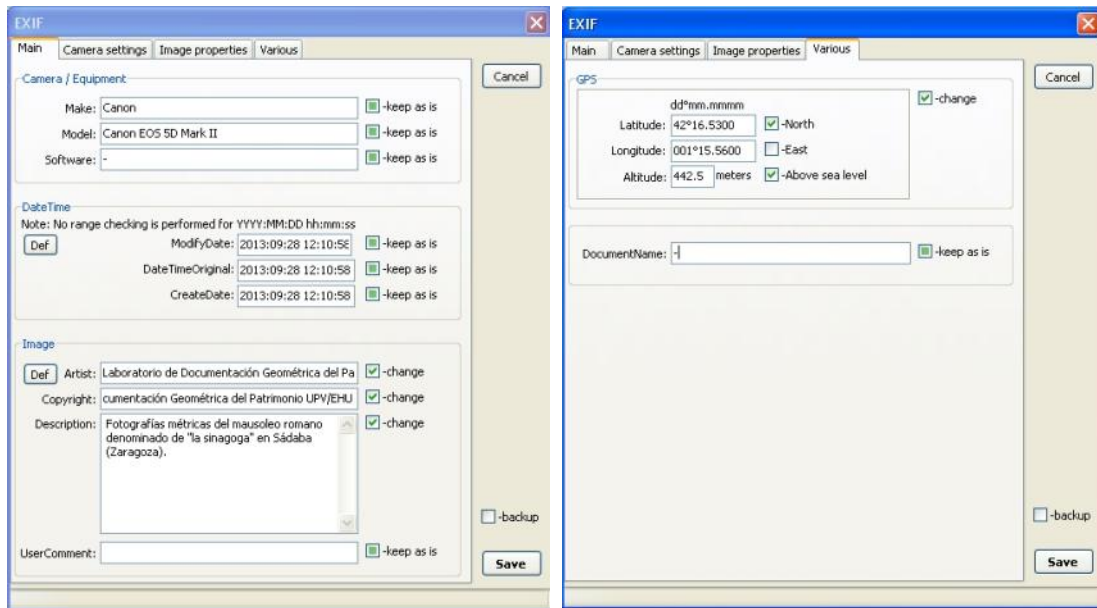 EXIF
Main Camera settings Image properties Various
Cancel
Camera / Equipment
Make: Canon -keep as is
Model: Canon EOS 5D Mark II -keep as is
Software: - -keep as is
DateTime
Note: No range checking is performed for YYYY:MM:DD hh:mm:ss
Def ModifyDate: 2013:09:28 12:10:58 -keep as is
DateTimeOriginal: 2013:09:28 12:10:58 -keep as is
CreateDate: 2013:09:28 12:10:58 -keep as is
Image
Def Artist: Laboratorio de Documentación Geométrica del Pa -change
Copyright: cumentación Geométrica del Patrimonio UPV/EHU -change
Description: Fotografías métricas del mausoleo romano -change
denominado de "la sinagoga" en Sádaba
(Zaragoza).
-backup
UserComment: -keep as is
Save
EXIF
Main Camera settings Image properties Various
Cancel
GPS
-change
dd°mm.mmmm
Latitude: 42°16.5300 -North
Longitude: 001°15.5600 -East
Altitude: 442.5 meters -Above sea level
DocumentName: - -keep as is
-backup
Save